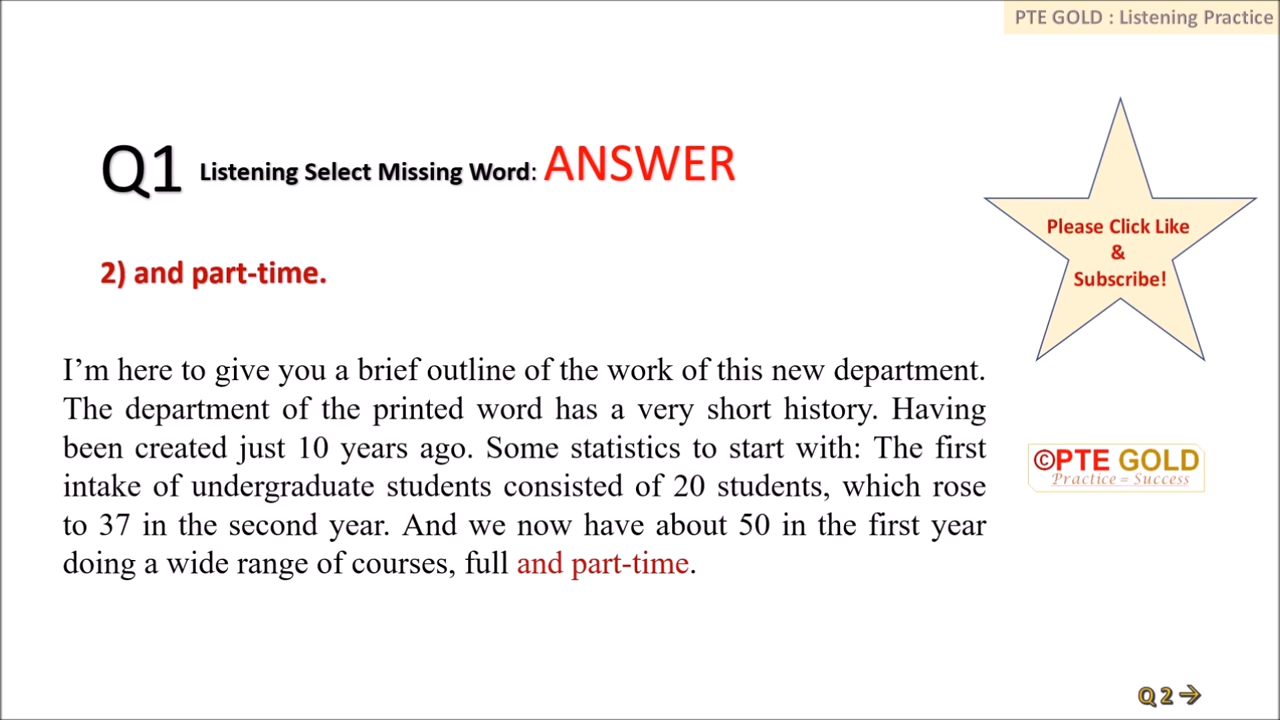 PTE GOLD : Listening Practice
Q1 Listening Select Missing Word: ANSWER
2) and part-time.
Please Click Like
&
Subscribe!
I’m here to give you a brief outline of the work of this new department.
The department of the printed word has a very short history. Having
been created just 10 years ago. Some statistics to start with: The first
intake of undergraduate students consisted of 20 students, which rose
to 37 in the second year. And we now have about 50 in the first year
doing a wide range of courses, full and part-time.
©PTE GOLD
Practice = Success
Q 2→